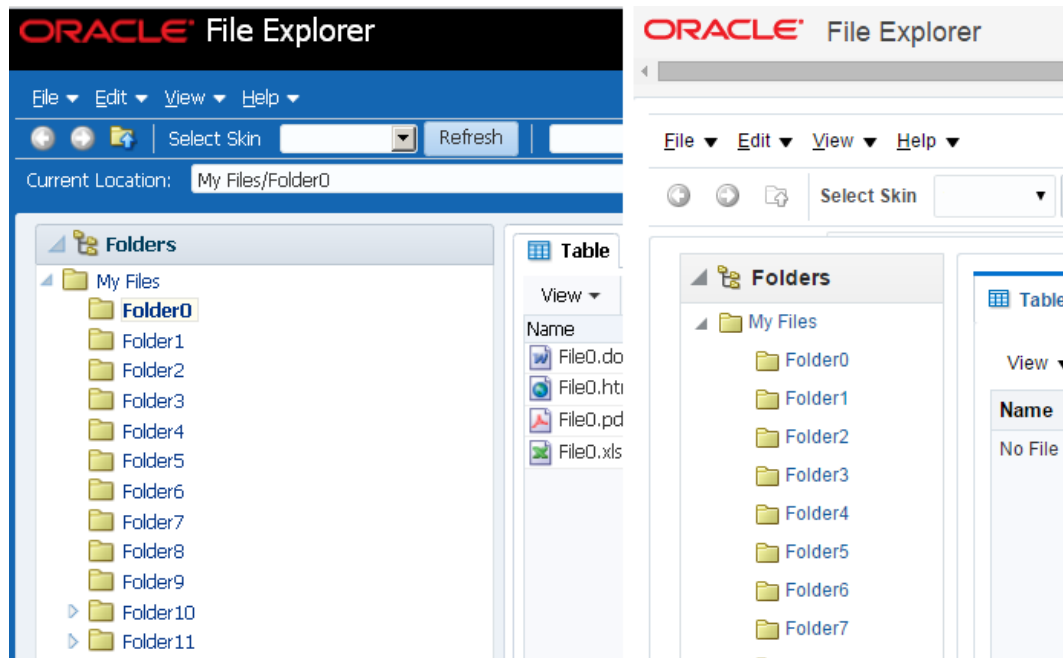 ORACLE File Explorer
File Edit View Help
Select Skin Refresh
Current Location: My Files/Folder0
Folders
My Files
Folder0
Folder1
Folder2
Folder3
Folder4
Folder5
Folder6
Folder7
Folder8
Folder9
Folder10
Folder11
Table
View
Name
File0.do
File0.htm
File0.pd
File0.xls
ORACLE File Explorer
File Edit View Help
Select Skin
Folders
My Files
Folder0
Folder1
Folder2
Folder3
Folder4
Folder5
Folder6
Folder7
Table
View
Name
No File